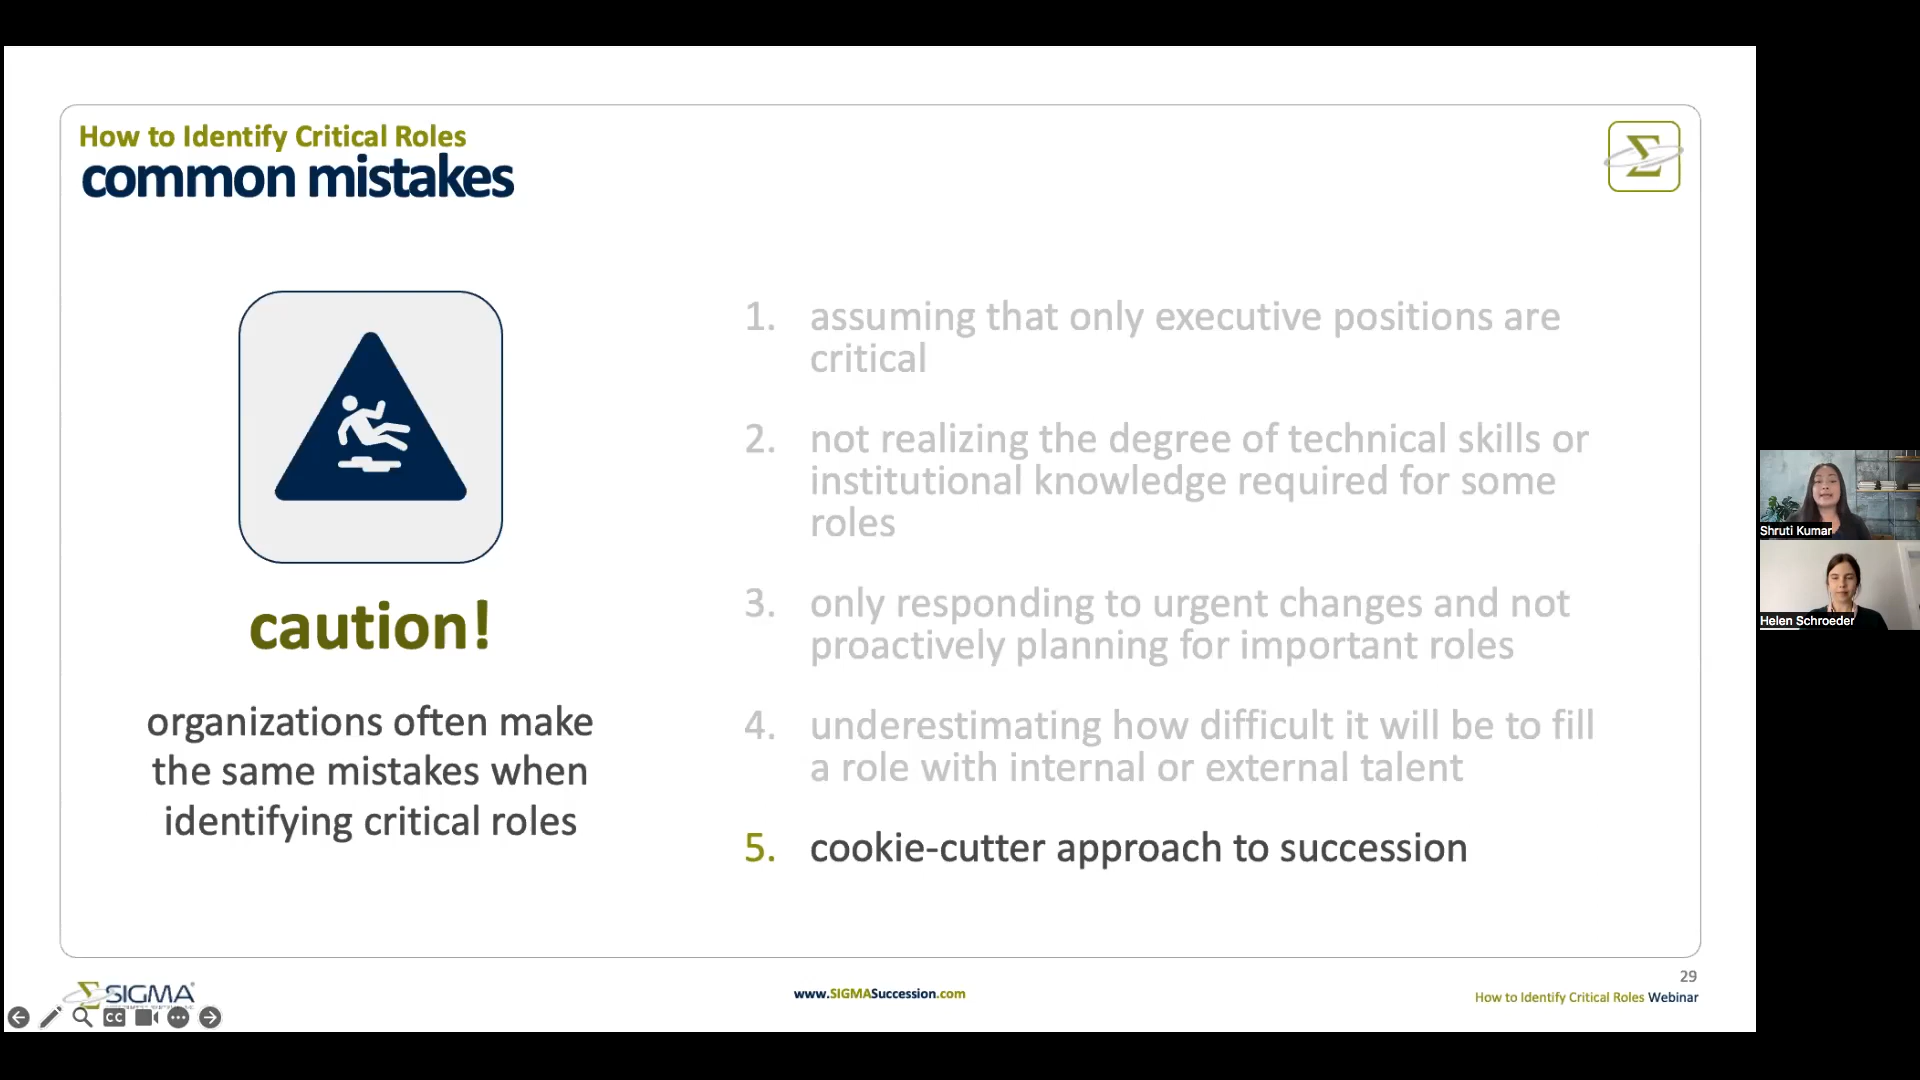 How to Identify Critical Roles
common mistakes
caution!
organizations often make
the same mistakes when
identifying critical roles
1. assuming that only executive positions are
critical
2. not realizing the degree of technical skills or
institutional knowledge required for some
roles
3. only responding to urgent changes and not
proactively planning for important roles
4. underestimating how difficult it will be to fill
a role with internal or external talent
5. cookie-cutter approach to succession
Shruti Kumar
Helen Schroeder
SIGMA
www.SIGMASuccession.com
29
How to Identify Critical Roles Webinar
CC